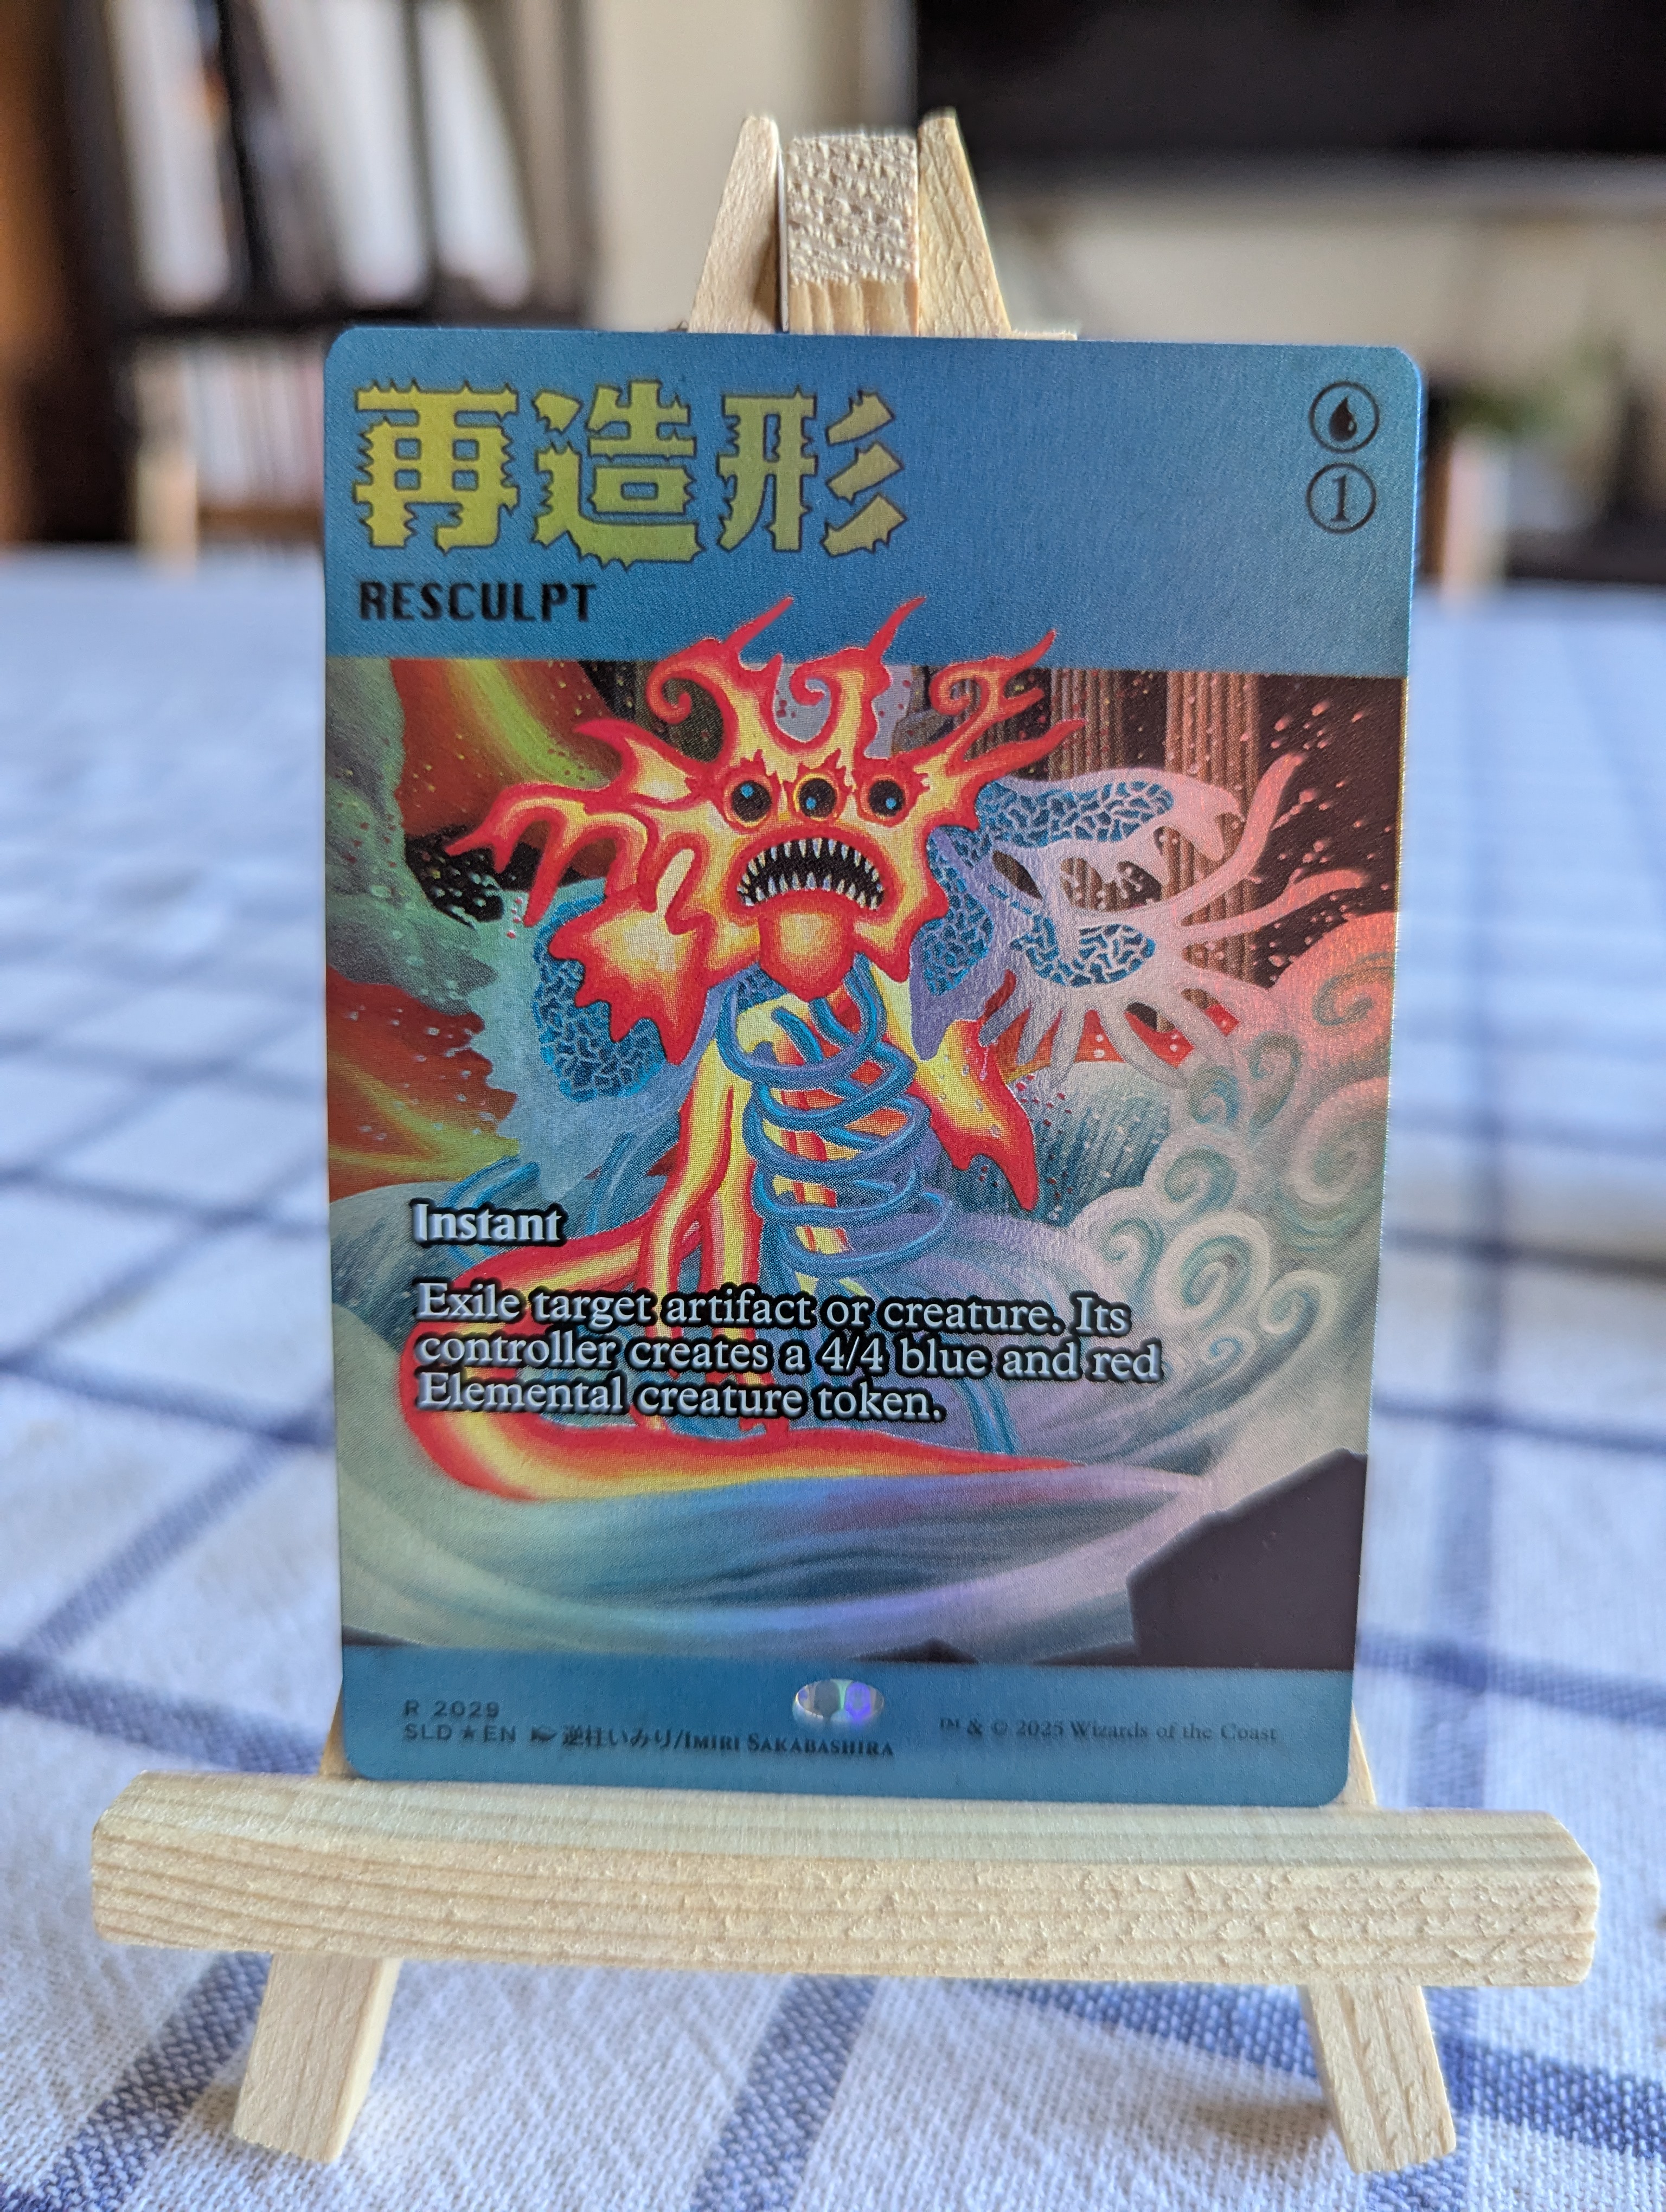 再造形
1
RESCULPT
Instant
Exile target artifact or creature. Its
controller creates a 4/4 blue and red
Elemental creature token.
R 2029
SLD ★ EN 逆柱いみり/IMIRI SAKABASHIRA
™ & © 2025 Wizards of the Coast